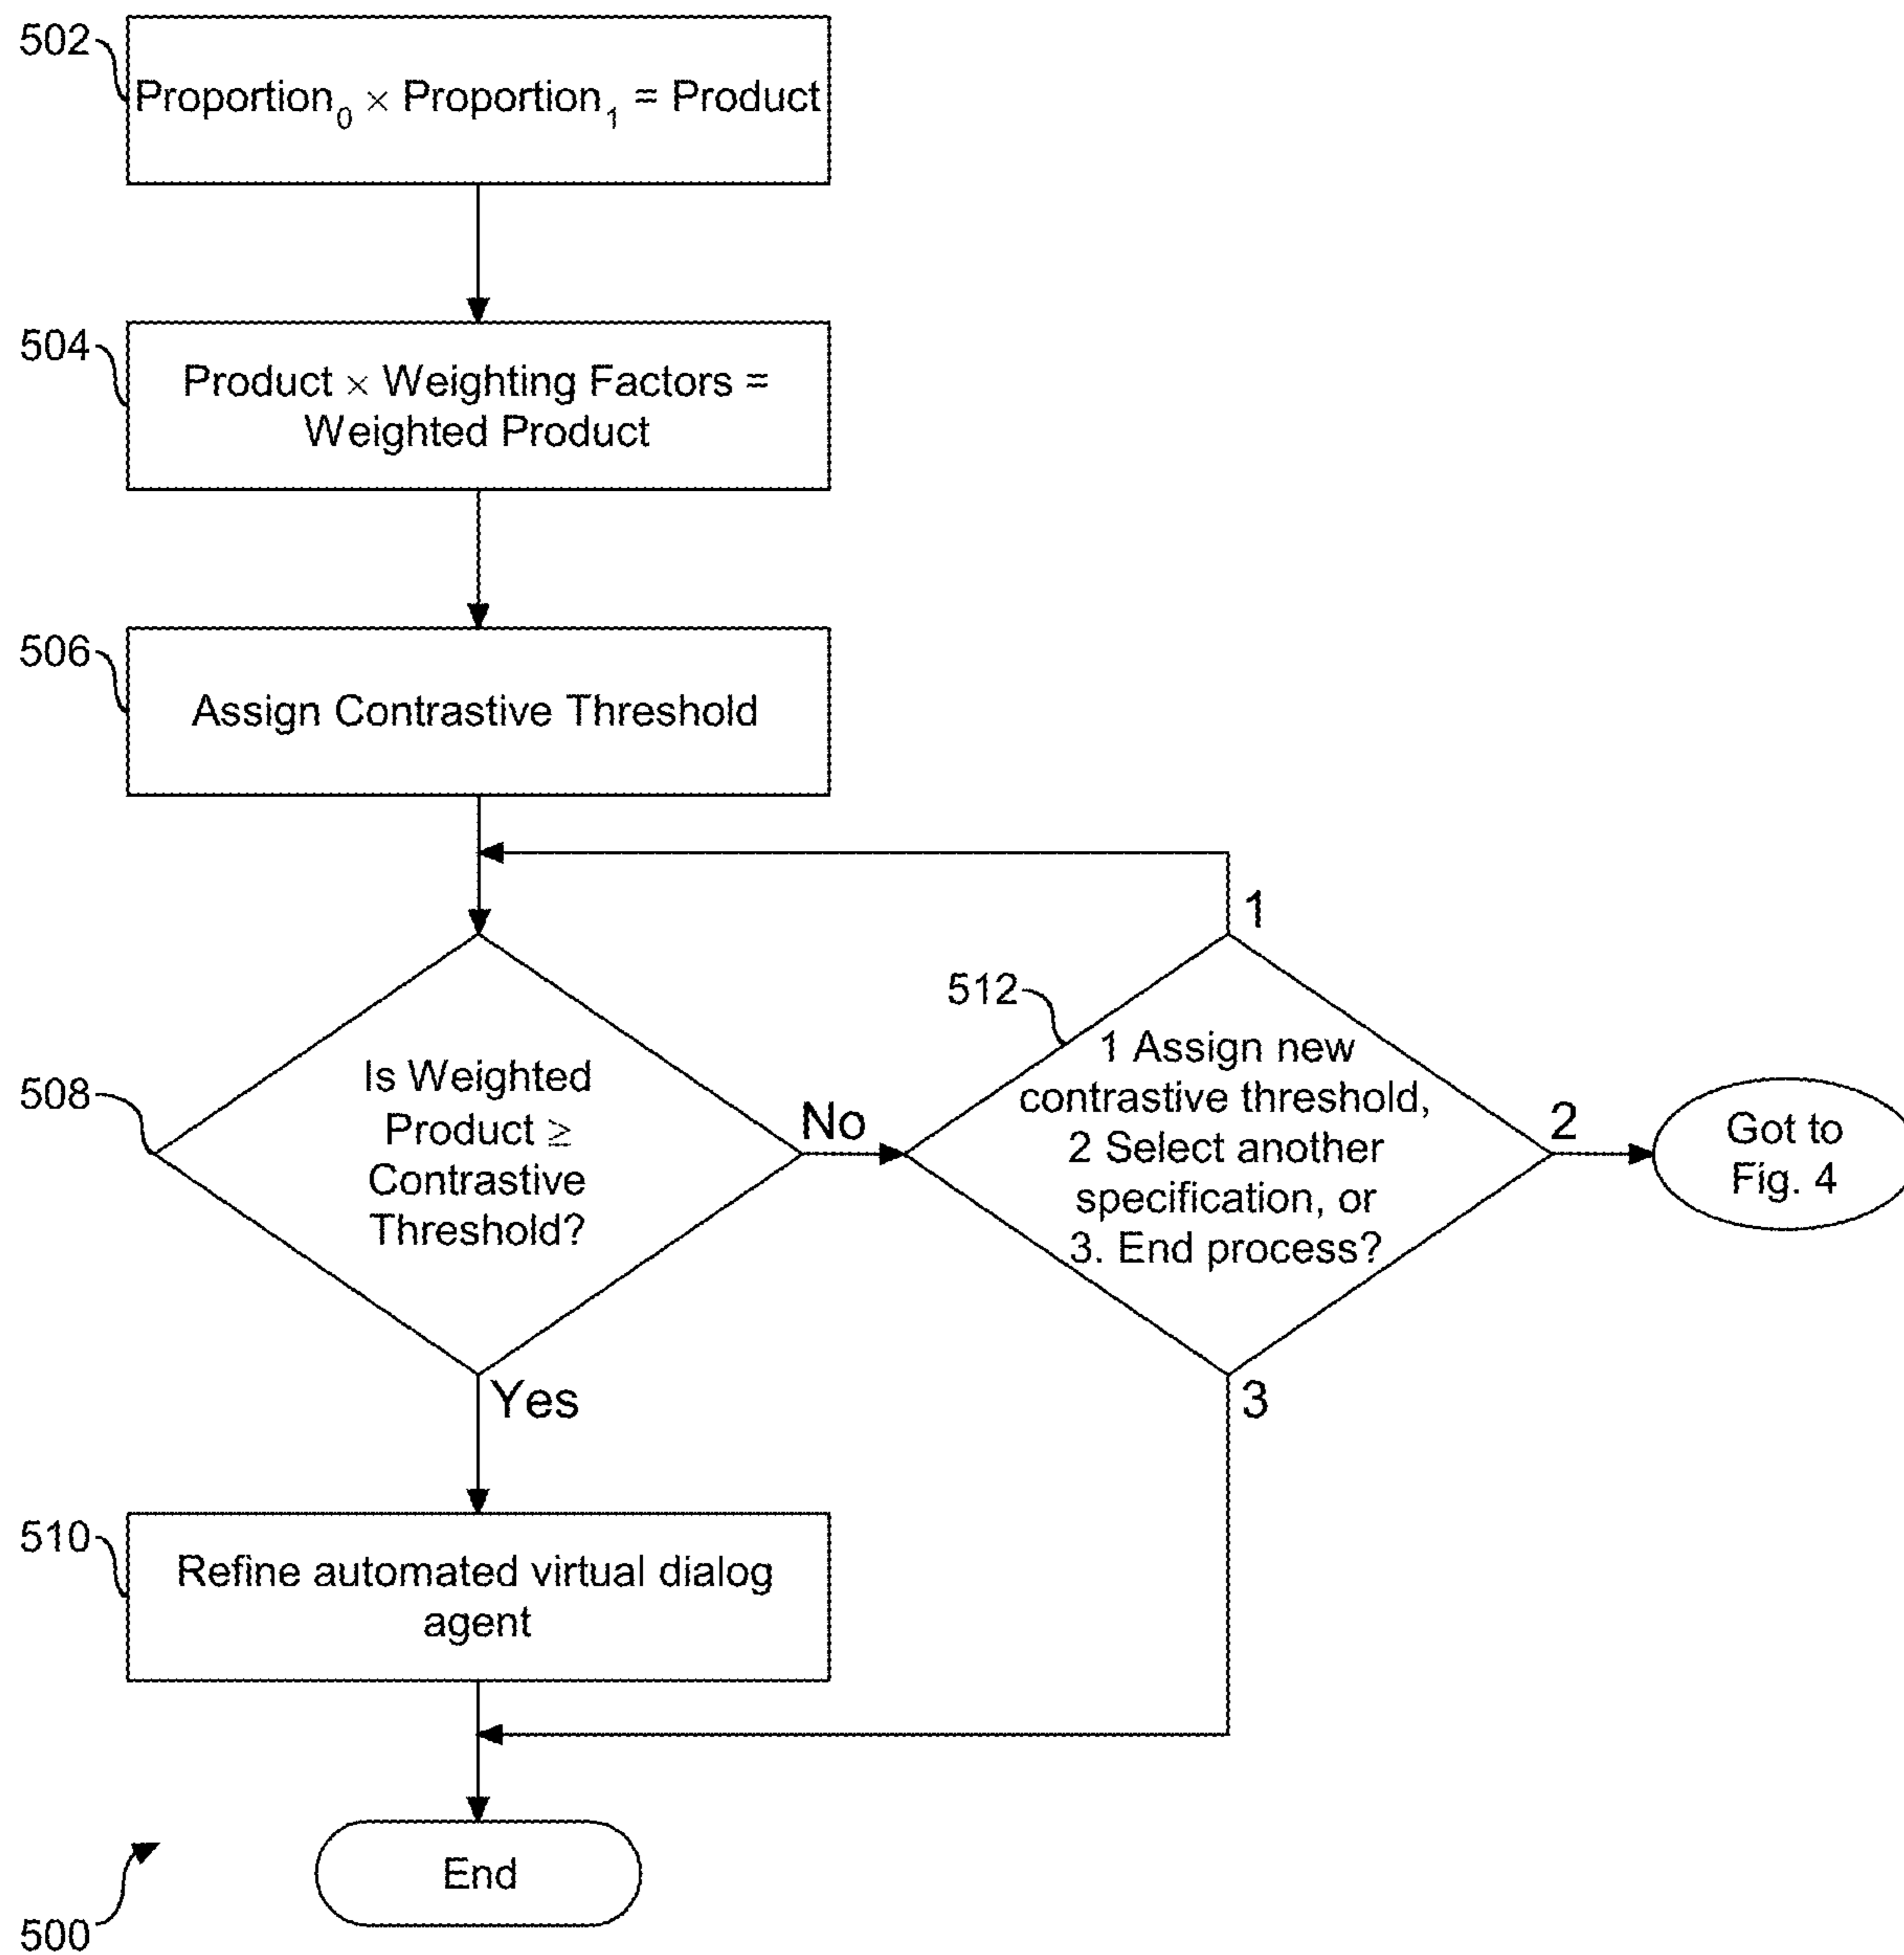 502
Proportion₀ × Proportion₁ = Product
504
Product × Weighting Factors =
Weighted Product
506
Assign Contrastive Threshold
1
512
508
Is Weighted
Product ≥
Contrastive
Threshold?
No
1 Assign new
contrastive threshold,
2 Select another
specification, or
3. End process?
2
Got to
Fig. 4
Yes
3
510
Refine automated virtual dialog
agent
End
500